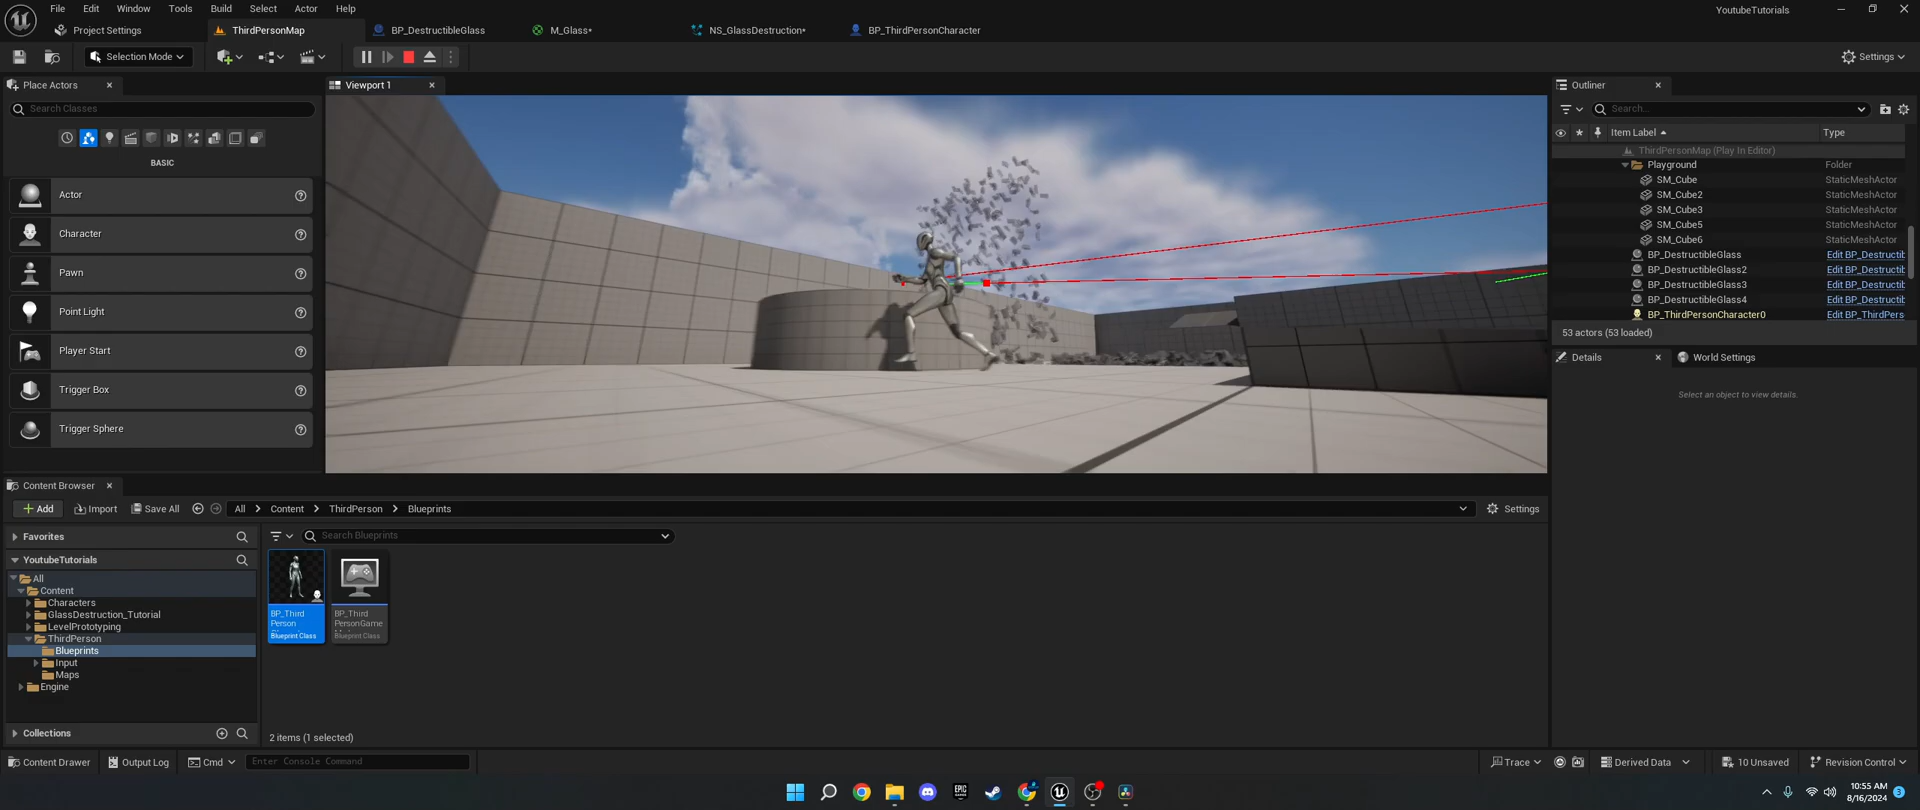 File Edit Window Tools Build Select Actor Help
YoutubeTutorials
Project Settings
ThirdPersonMap
BP_DestructibleGlass
M_Glass*
NS_GlassDestruction*
BP_ThirdPersonCharacter
Selection Mode
Settings
Place Actors
Viewport 1
Outliner
Search Classes
Search...
Item Label
Type
BASIC
ThirdPersonMap (Play In Editor)
Playground Folder
SM_Cube StaticMeshActor
SM_Cube2 StaticMeshActor
SM_Cube3 StaticMeshActor
SM_Cube5 StaticMeshActor
SM_Cube6 StaticMeshActor
BP_DestructibleGlass Edit BP_Destructib
BP_DestructibleGlass2 Edit BP_Destructib
BP_DestructibleGlass3 Edit BP_Destructib
BP_DestructibleGlass4 Edit BP_Destructib
BP_ThirdPersonCharacter0 Edit BP_ThirdPers
53 actors (53 loaded)
Actor
Character
Pawn
Point Light
Player Start
Trigger Box
Trigger Sphere
Details
World Settings
Select an object to view details.
Content Browser
Add
Import
Save All
All > Content > ThirdPerson > Blueprints
Settings
Favorites
Search Blueprints
YoutubeTutorials
All
Content
Characters
GlassDestruction_Tutorial
LevelPrototyping
ThirdPerson
Blueprints
Input
Maps
Engine
BP_Third
Person
Blueprint Class
BP_Third
PersonGame
Blueprint Class
Collections
2 items (1 selected)
Content Drawer
Output Log
Cmd
Enter Console Command
Trace
Derived Data
10 Unsaved
Revision Control
EPIC
GAMES
10:55 AM
8/16/2024
3